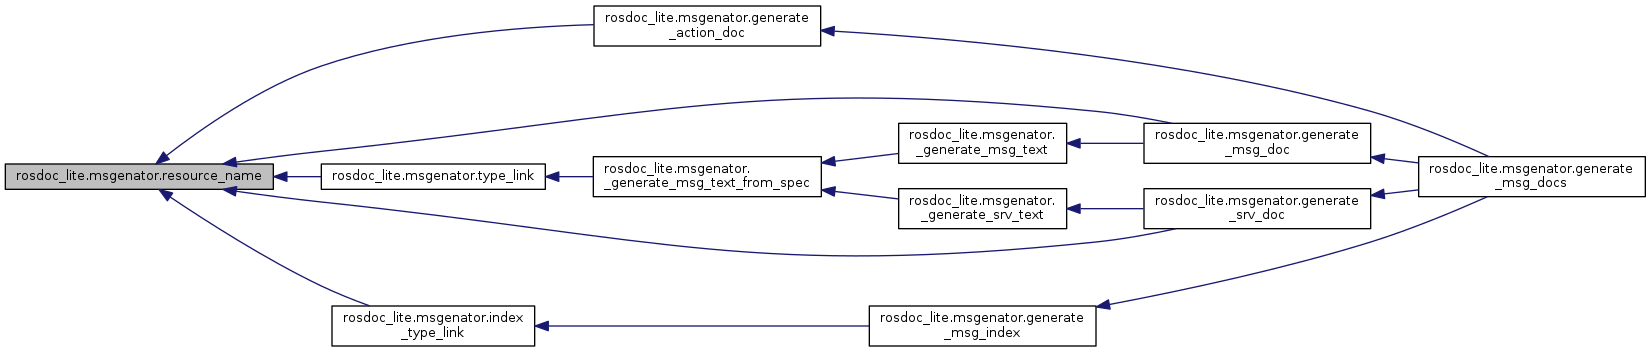 rosdoc_lite.msgenator.generate
_action_doc
rosdoc_lite.msgenator.resource_name
rosdoc_lite.msgenator.type_link
rosdoc_lite.msgenator.
_generate_msg_text_from_spec
rosdoc_lite.msgenator.
_generate_msg_text
rosdoc_lite.msgenator.generate
_msg_doc
rosdoc_lite.msgenator.
_generate_srv_text
rosdoc_lite.msgenator.generate
_srv_doc
rosdoc_lite.msgenator.generate
_msg_docs
rosdoc_lite.msgenator.index
_type_link
rosdoc_lite.msgenator.generate
_msg_index